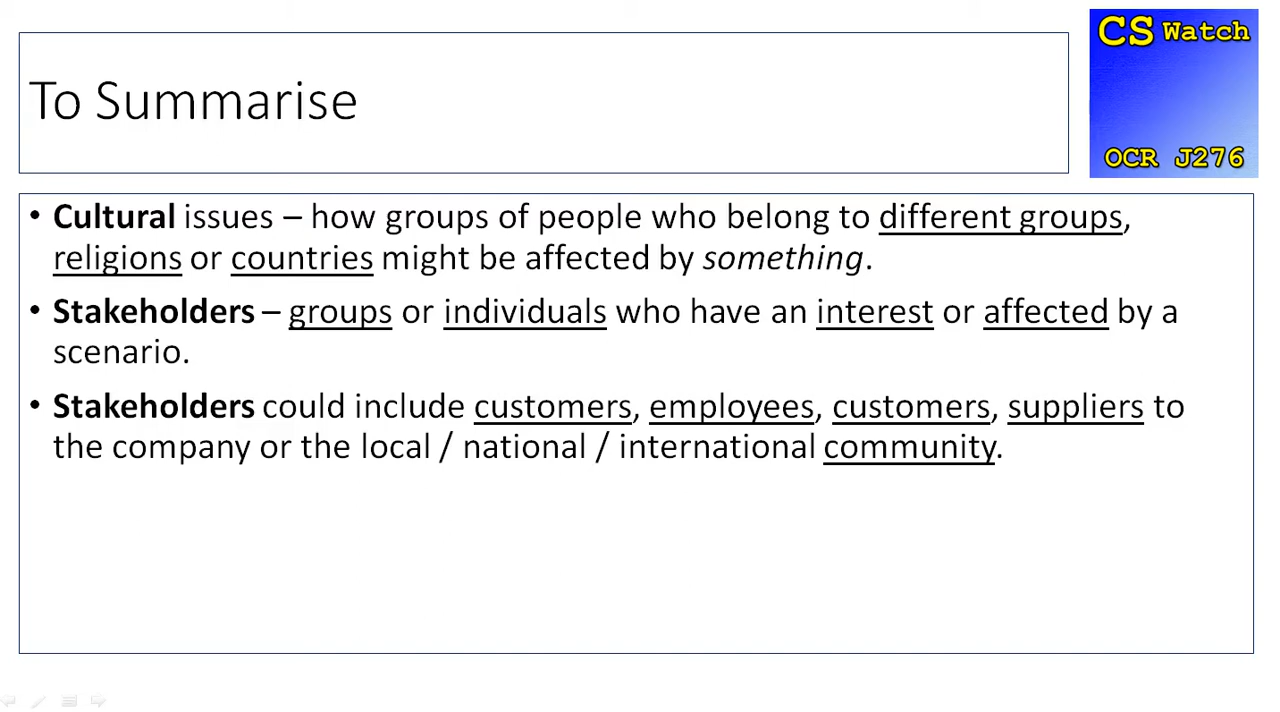 To Summarise
CS Watch
OCR J276
• Cultural issues – how groups of people who belong to different groups,
religions or countries might be affected by something.
• Stakeholders – groups or individuals who have an interest or affected by a
scenario.
• Stakeholders could include customers, employees, customers, suppliers to
the company or the local / national / international community.